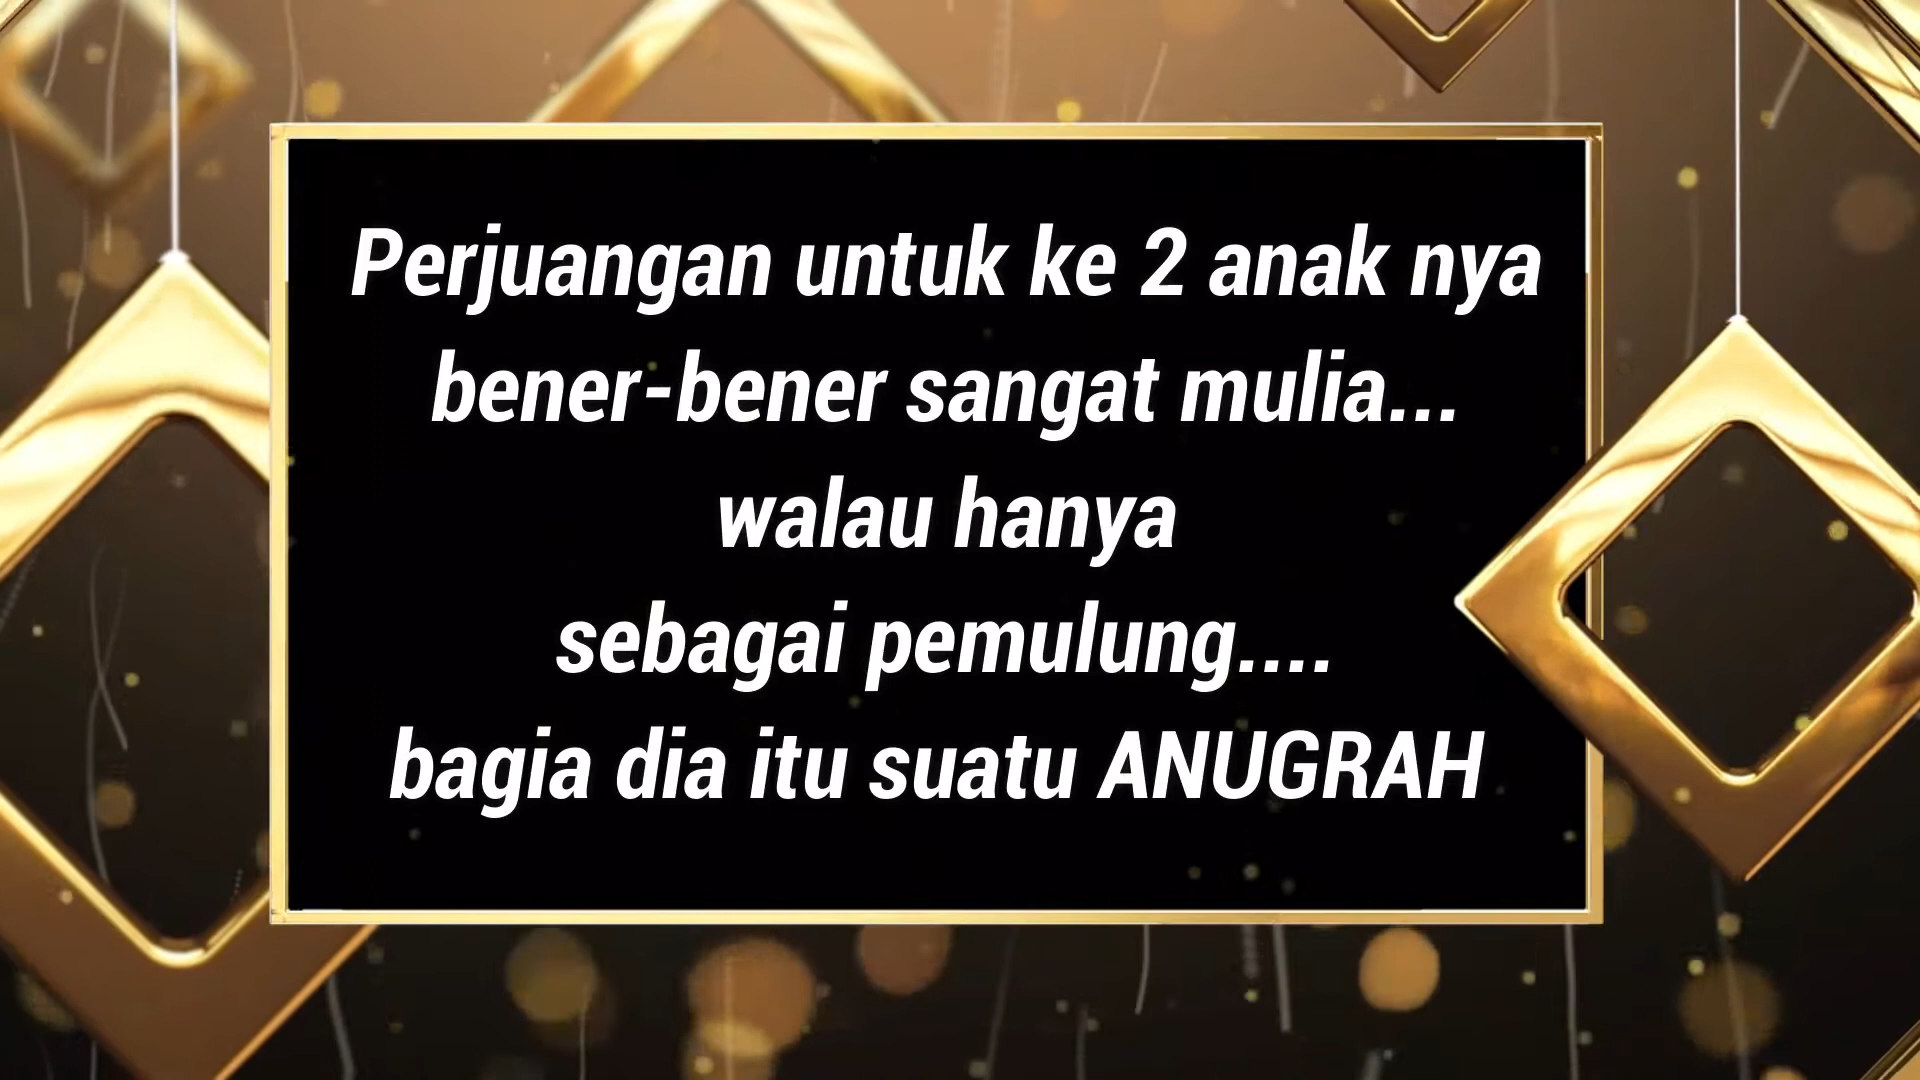 Perjuangan untuk ke 2 anak nya
bener-bener sangat mulia...
walau hanya
sebagai pemulung....
bagia dia itu suatu ANUGRAH